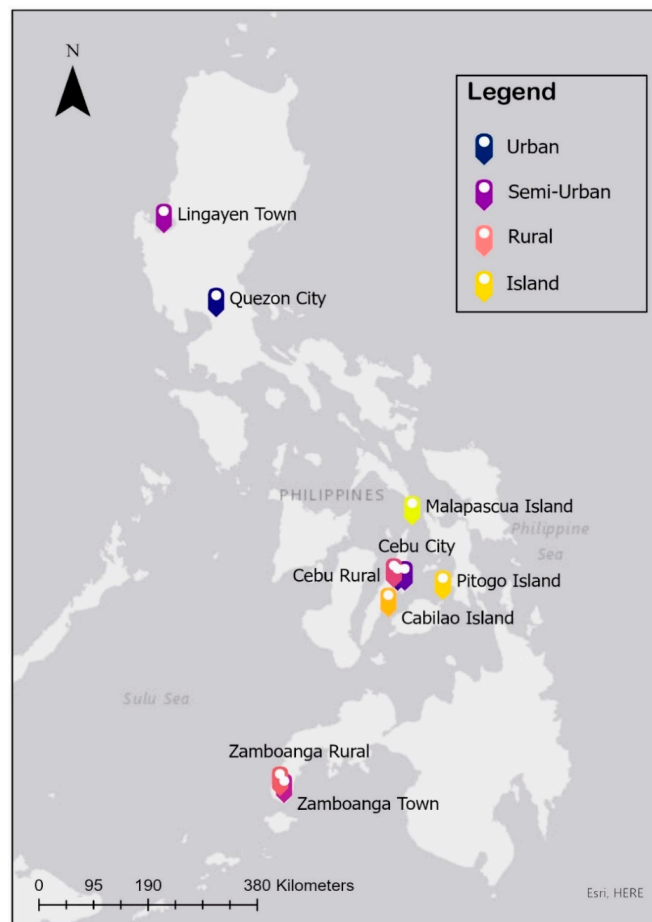 N
Legend
Urban
Semi-Urban
Rural
Island
Lingayen Town
Quezon City
PHILIPPINES
Malapascua Island
Philippine
Sea
Cebu City
Cebu Rural
Pitogo Island
Cabilao Island
Sulu Sea
Zamboanga Rural
Zamboanga Town
0 95 190 380 Kilometers
Esri, HERE